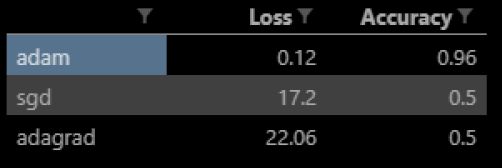 Loss Accuracy
adam 0.12 0.96
sgd 17.2 0.5
adagrad 22.06 0.5